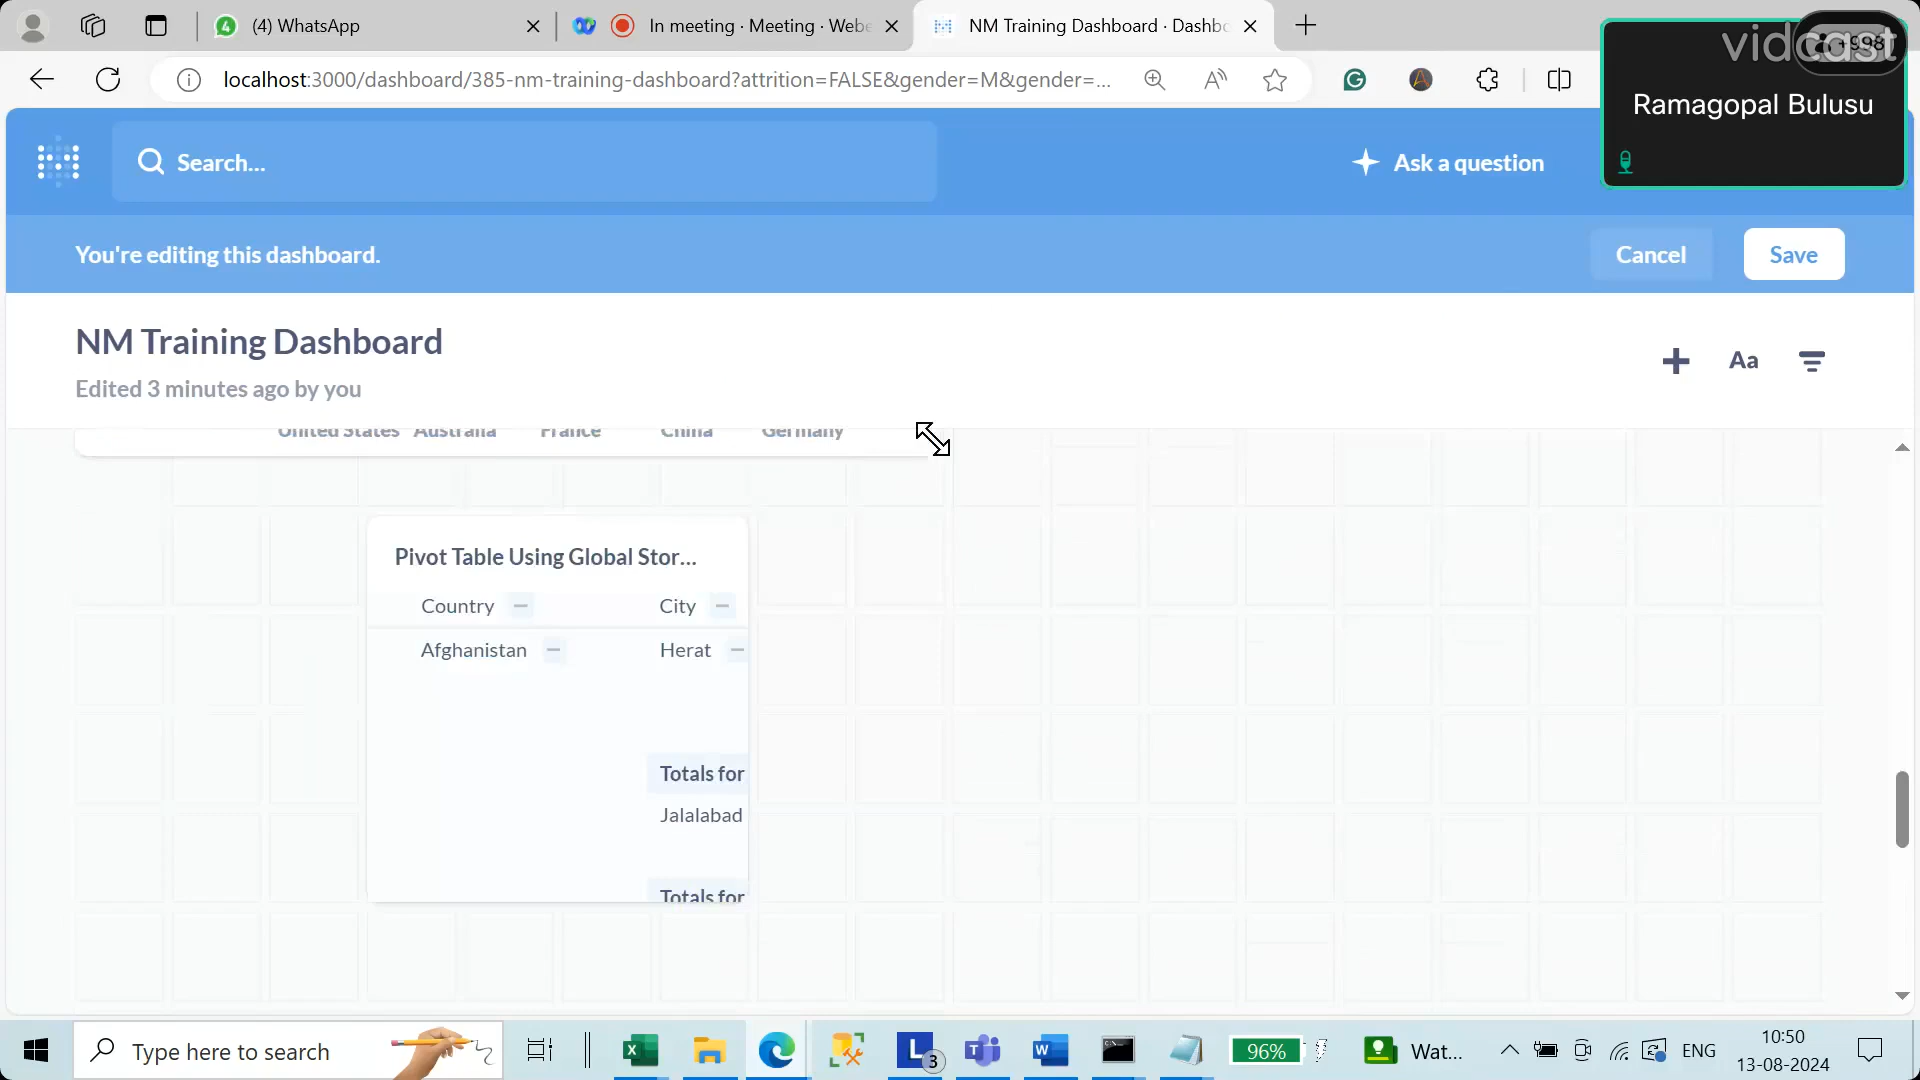 (4) WhatsApp
In meeting · Meeting · Webe
NM Training Dashboard · Dashbo
vidcast
+998
localhost:3000/dashboard/385-nm-training-dashboard?attrition=FALSE&gender=M&gender=...
Ramagopal Bulusu
Search...
Ask a question
You're editing this dashboard.
Cancel
Save
NM Training Dashboard
Aa
Edited 3 minutes ago by you
United States Australia France China Germany
Pivot Table Using Global Stor...
Country
City
Afghanistan
Herat
Totals for
Jalalabad
Totals for
Type here to search
3
96%
Wat...
ENG
10:50
13-08-2024